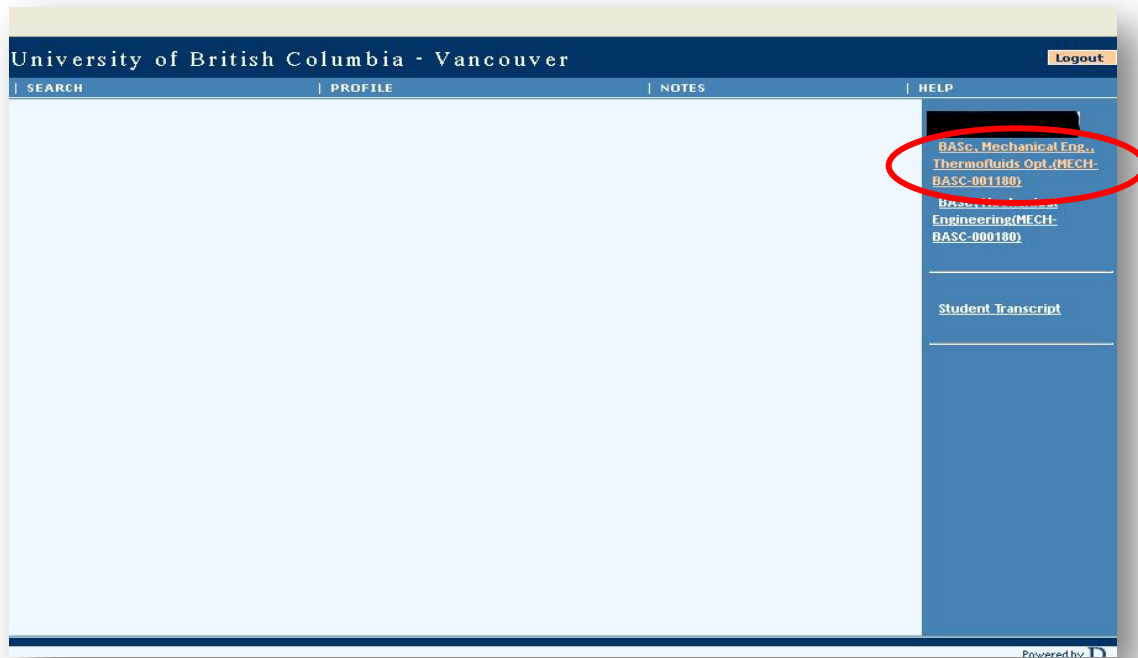 University of British Columbia - Vancouver
Logout
| SEARCH | PROFILE | NOTES | HELP
BASc, Mechanical Eng.,
Thermofluids Opt.(MECH-
BASC-001180)
Engineering(MECH-
BASC-000180)
Student Transcript
Powered by D